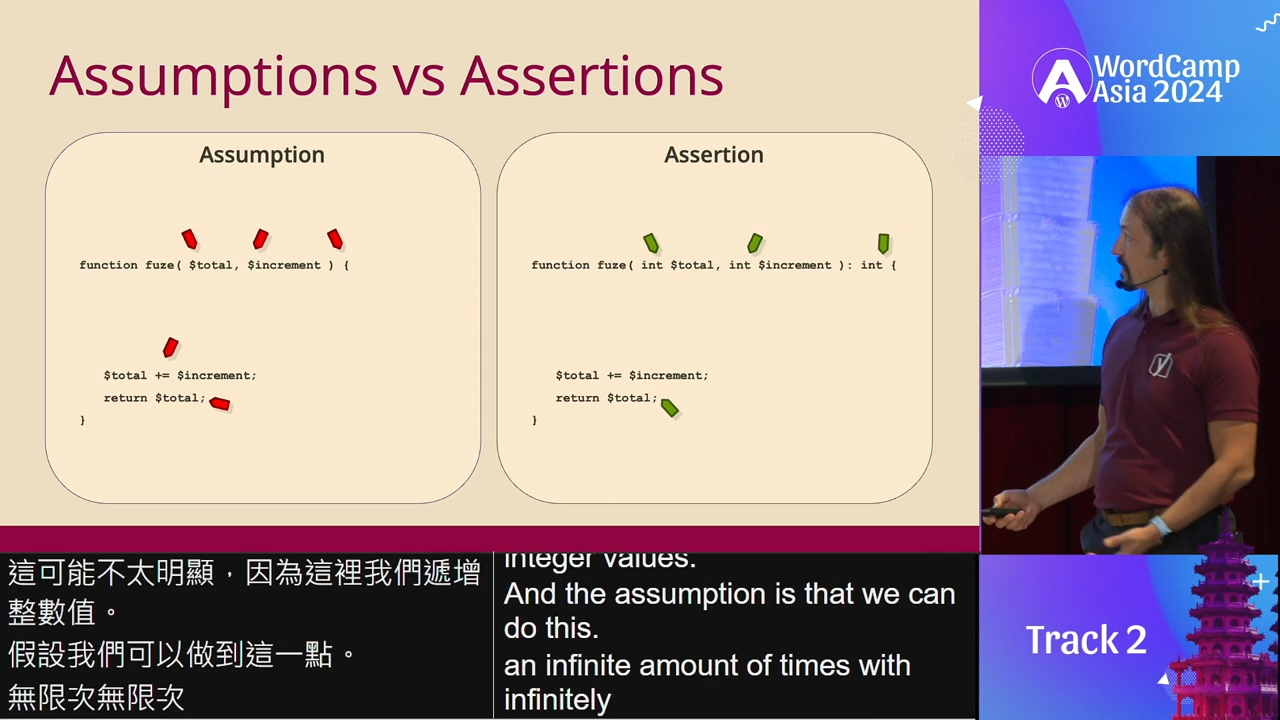 Assumptions vs Assertions
Assumption
function fuze( $total, $increment ) {
$total += $increment;
return $total;
}
Assertion
function fuze( int $total, int $increment ): int {
$total += $increment;
return $total;
}
這可能不太明顯，因為這裡我們遞增
整數值。
假設我們可以做到這一點。
無限次無限次
integer values.
And the assumption is that we can
do this.
an infinite amount of times with
infinitely
WordCamp
Asia 2024
Track 2